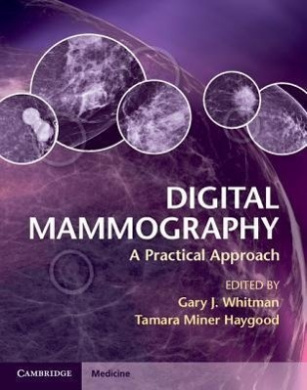 DIGITAL
MAMMOGRAPHY
A Practical Approach
EDITED BY
Gary J. Whitman
Tamara Miner Haygood
CAMBRIDGE Medicine